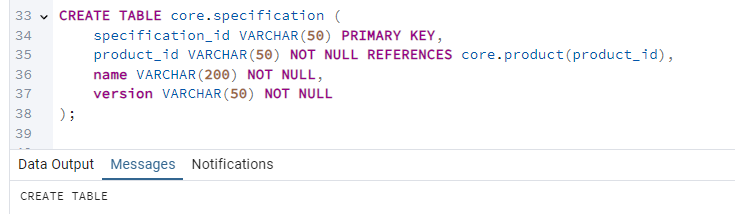 33 CREATE TABLE core.specification (
34 specification_id VARCHAR(50) PRIMARY KEY,
35 product_id VARCHAR(50) NOT NULL REFERENCES core.product(product_id),
36 name VARCHAR(200) NOT NULL,
37 version VARCHAR(50) NOT NULL
38 );
39
Data Output Messages Notifications
CREATE TABLE